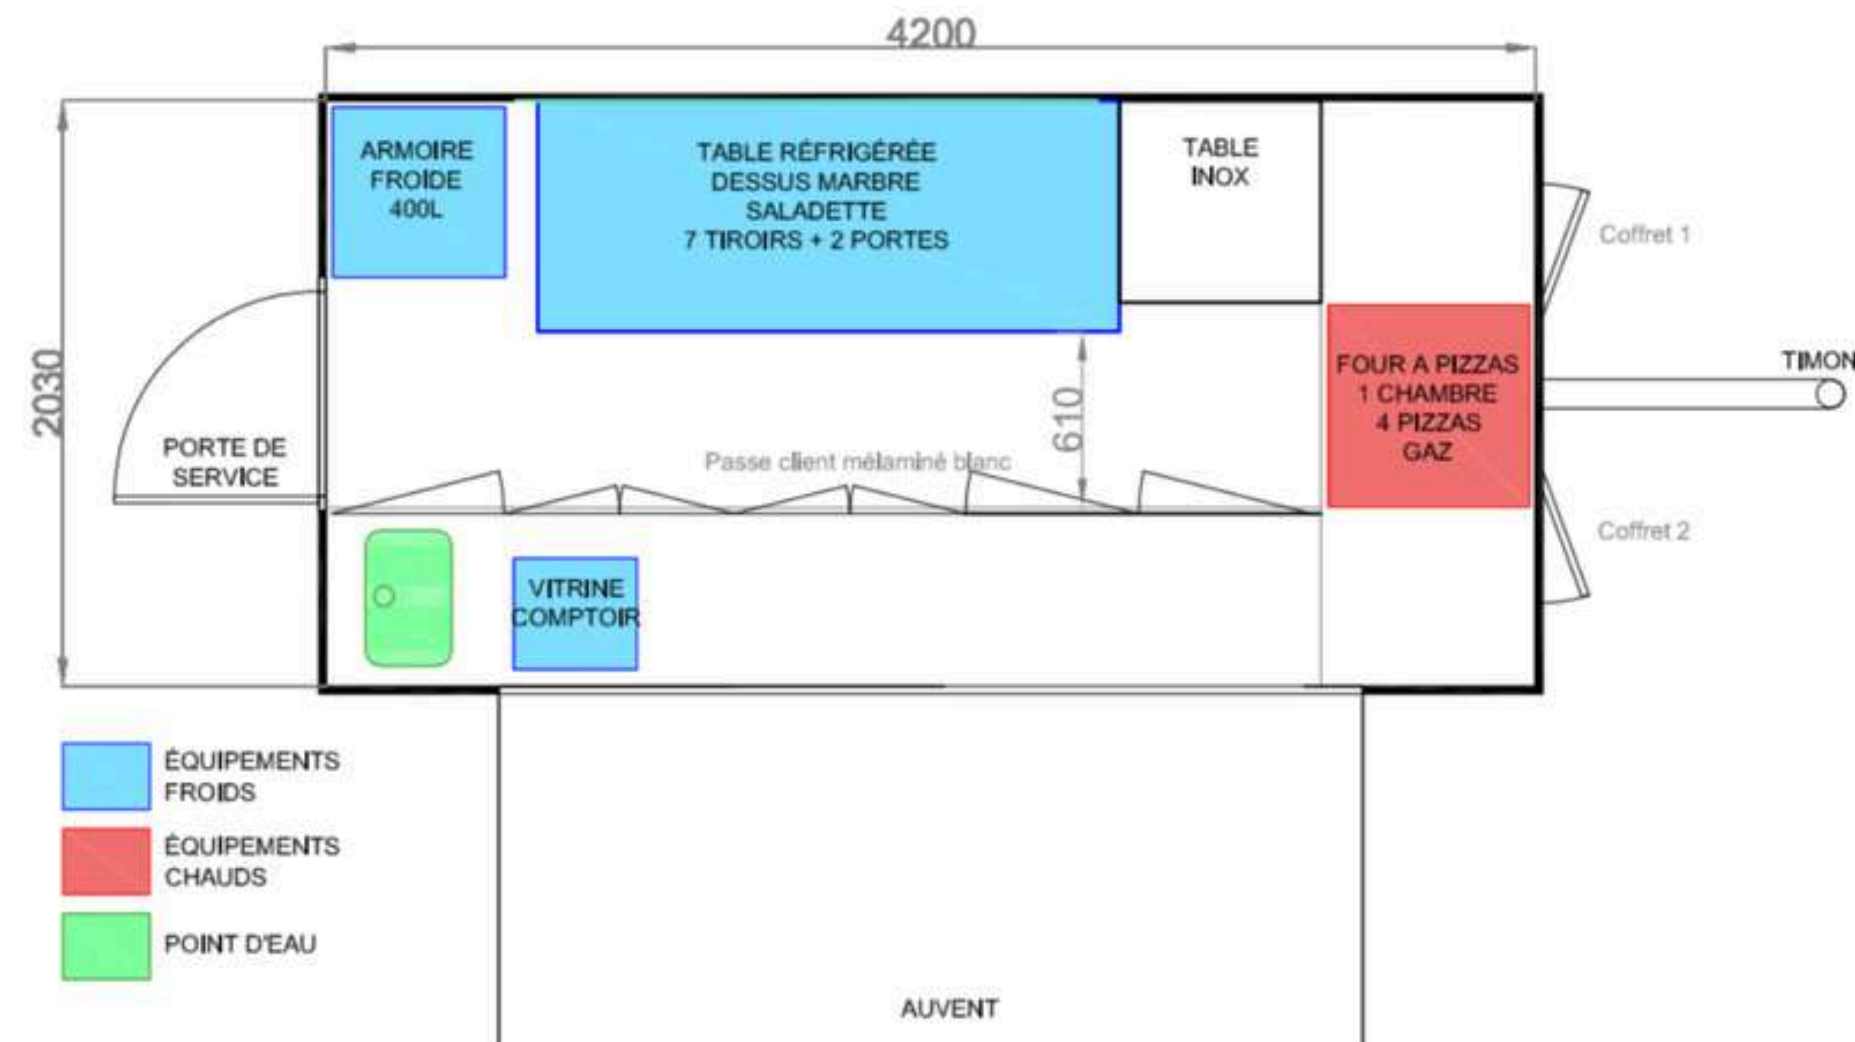 4200
2030
ARMOIRE
FROIDE
400L
TABLE RÉFRIGÉRÉE
DESSUS MARBRE
SALADETTE
7 TIROIRS + 2 PORTES
TABLE
INOX
Coffret 1
FOUR A PIZZAS
1 CHAMBRE
4 PIZZAS
GAZ
TIMON
610
PORTE DE
SERVICE
Passe client mélaminé blanc
Coffret 2
VITRINE
COMPTOIR
ÉQUIPEMENTS
FROIDS
ÉQUIPEMENTS
CHAUDS
POINT D'EAU
AUVENT